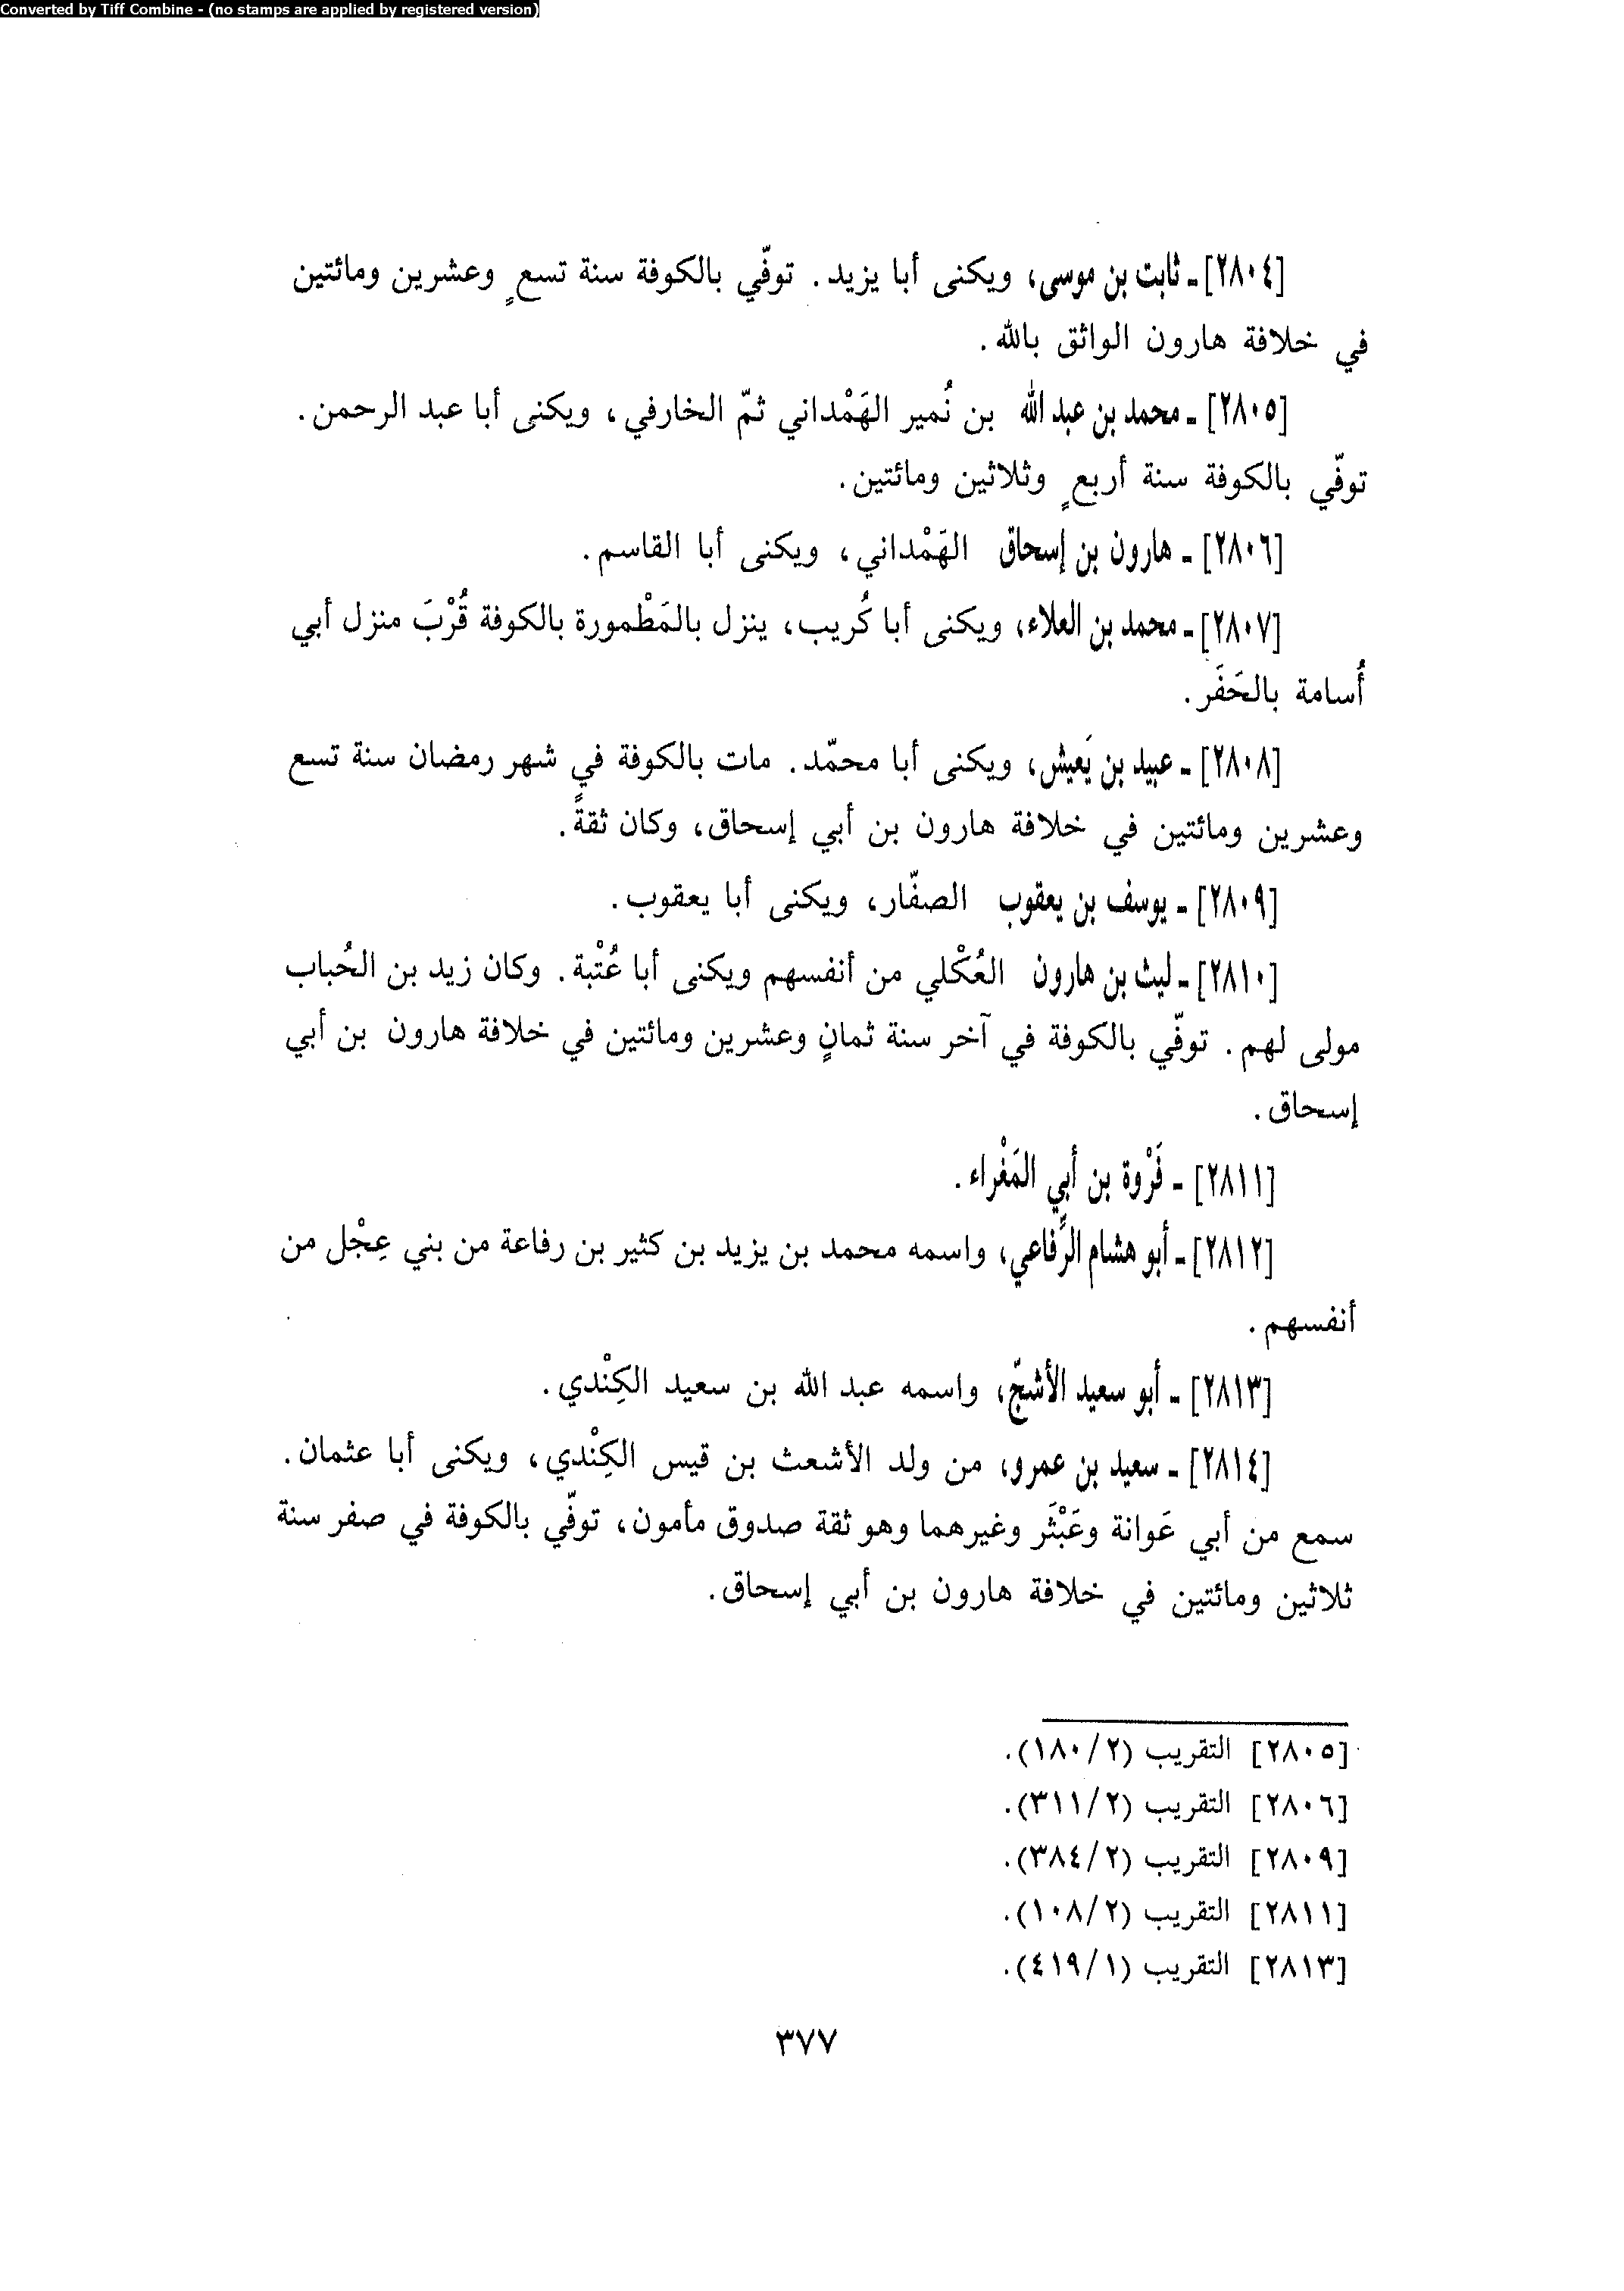 Converted by Tiff Combine - (no stamps are applied by registered version)
[٢٨٠٤] ـ ثابت بن موسى، ويكنى أبا يزيد. توفّي بالكوفة سنة تسعٍ وعشرين ومائتين
في خلافة هارون الواثق بالله.
[٢٨٠٥] ـ محمد بن عبد الله بن نُمير الهَمْداني ثمّ الخارفي، ويكنى أبا عبد الرحمن.
توفّي بالكوفة سنة أربعٍ وثلاثين ومائتين.
[٢٨٠٦] ـ هارون بن إسحاق الهَمْداني، ويكنى أبا القاسم.
[٢٨٠٧] ـ محمد بن العلاء، ويكنى أبا كُريب، ينزل بالمَطْمورة بالكوفة قُرْبَ منزل أبي
أُسامة بالحَفَر.
[٢٨٠٨] ـ عبيد بن يَعيش، ويكنى أبا محمّد. مات بالكوفة في شهر رمضان سنة تسع
وعشرين ومائتين في خلافة هارون بن أبي إسحاق، وكان ثقةً.
[٢٨٠٩] ـ يوسف بن يعقوب الصفّار، ويكنى أبا يعقوب.
[٢٨١٠] ـ ليث بن هارون العُكْلي من أنفسهم ويكنى أبا عُتْبة. وكان زيد بن الحُباب
مولى لهم. توفّي بالكوفة في آخر سنة ثمانٍ وعشرين ومائتين في خلافة هارون بن أبي
إسحاق.
[٢٨١١] ـ فَرْوة بن أبي المَغْراء.
[٢٨١٢] ـ أبو هشام الرِّفاعي، واسمه محمد بن يزيد بن كثير بن رفاعة من بني عِجْل من
أنفسهم.
[٢٨١٣] ـ أبو سعيد الأشجّ، واسمه عبد الله بن سعيد الكِنْدي.
[٢٨١٤] ـ سعيد بن عمرو، من ولد الأشعث بن قيس الكِنْدي، ويكنى أبا عثمان.
سمع من أبي عَوانة وعَبْثَر وغيرهما وهو ثقة صدوق مأمون، توفّي بالكوفة في صفر سنة
ثلاثين ومائتين في خلافة هارون بن أبي إسحاق.
[٢٨٠٥] التقريب (٢/ ١٨٠).
[٢٨٠٦] التقريب (٢/ ٣١١).
[٢٨٠٩] التقريب (٢/ ٣٨٤).
[٢٨١١] التقريب (٢/ ١٠٨).
[٢٨١٣] التقريب (١/ ٤١٩).
٣٧٧